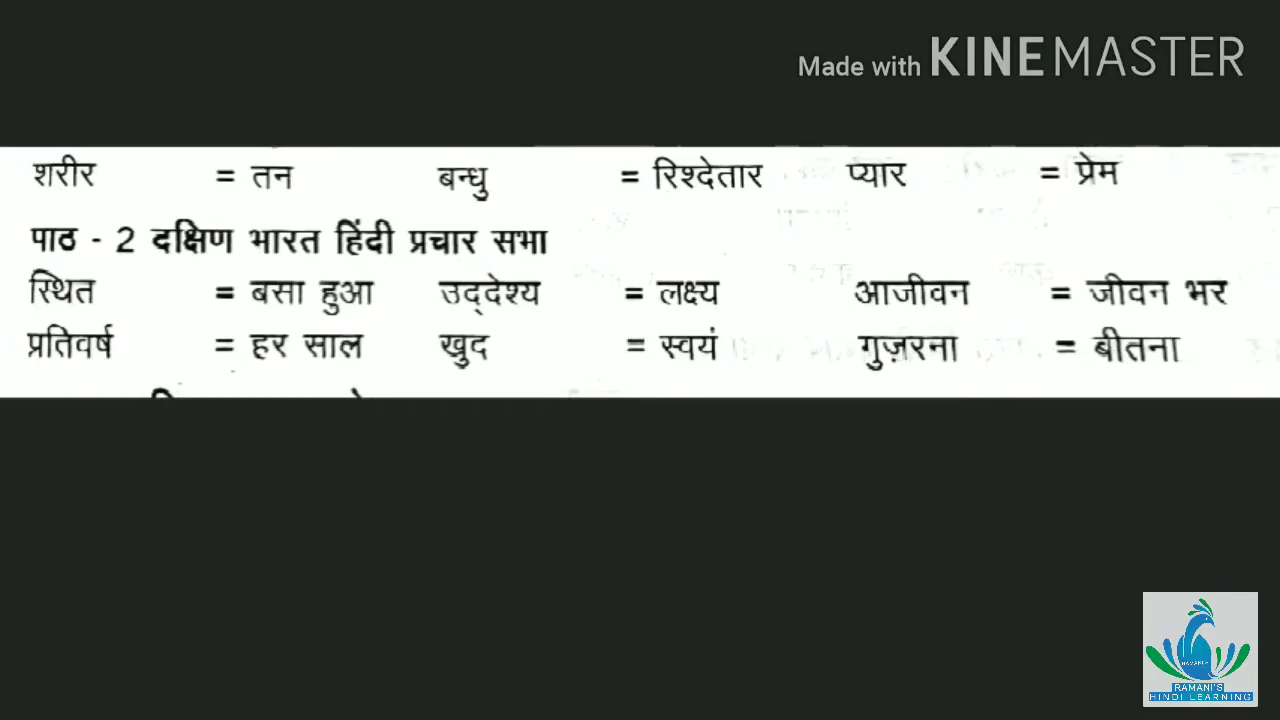 Made with KINEMASTER
शरीर = तन बन्धु = रिश्देतार प्यार = प्रेम
पाठ - 2 दक्षिण भारत हिंदी प्रचार सभा
स्थित = बसा हुआ उद्देश्य = लक्ष्य आजीवन = जीवन भर
प्रतिवर्ष = हर साल खुद = स्वयं गुज़रना = बीतना
RAMANI'S
HINDI LEARNING